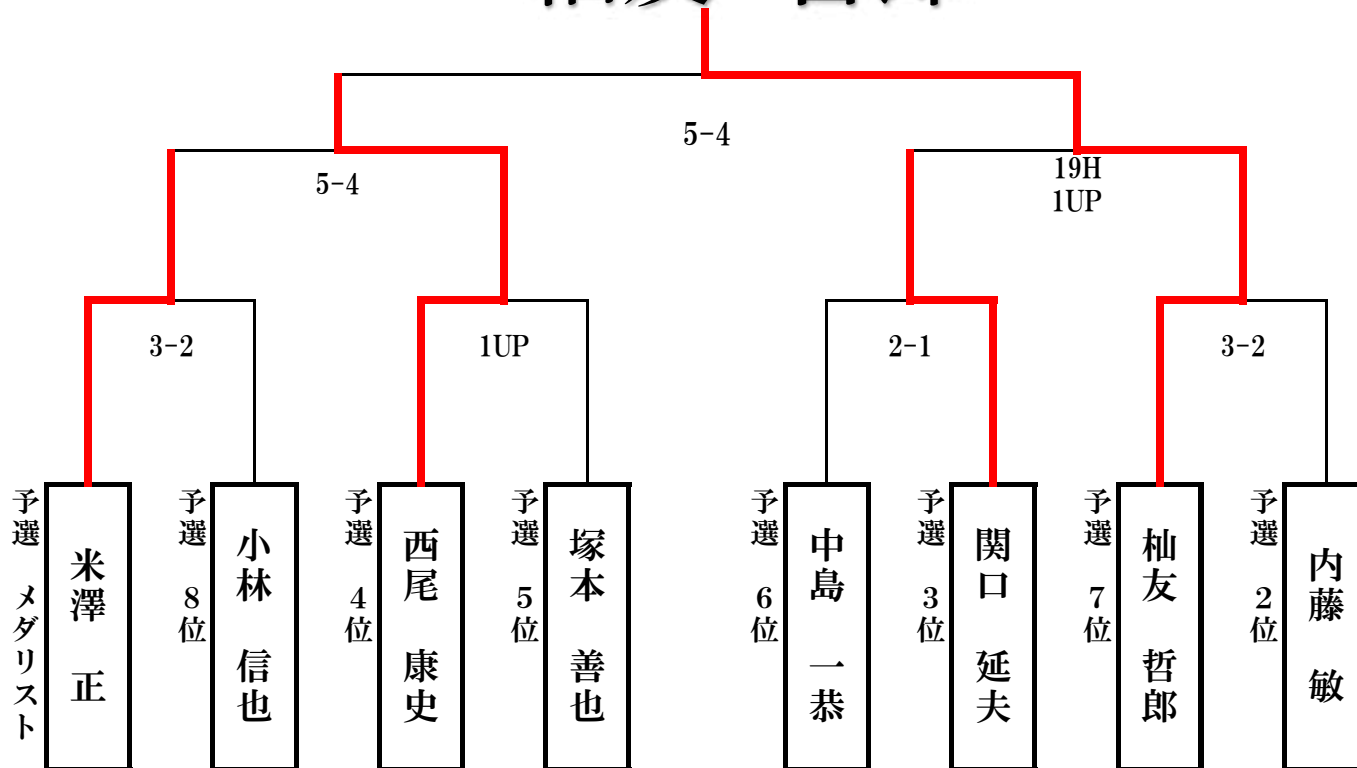 5-4
5-4
19H
1UP
3-2
1UP
2-1
3-2
予選 メダリスト
米澤 正
予選 8位
小林 信也
予選 4位
西尾 康史
予選 5位
塚本 善也
予選 6位
中島 一恭
予選 3位
関口 延夫
予選 7位
杣友 哲郎
予選 2位
内藤 敏